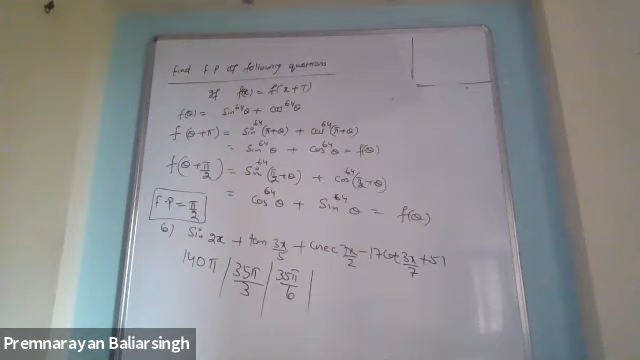 Find F.P of following questions
If f(x) = f(x+T)
f(θ) = sin⁶⁴θ + cos⁶⁴θ
f(θ+π) = sin⁶⁴(π+θ) + cos⁶⁴(π+θ)
= sin⁶⁴θ + cos⁶⁴θ = f(θ)
f(θ+π/2) = sin⁶⁴(π/2+θ) + cos⁶⁴(π/2+θ)
= cos⁶⁴θ + sin⁶⁴θ = f(θ)
F.P = π/2
6) sin 2x + tan 3x/5 + cosec 7x/2 - 17 cot 3x/7 + 51
140π | 35π/3 | 35π/6 |
Premnarayan Baliarsingh